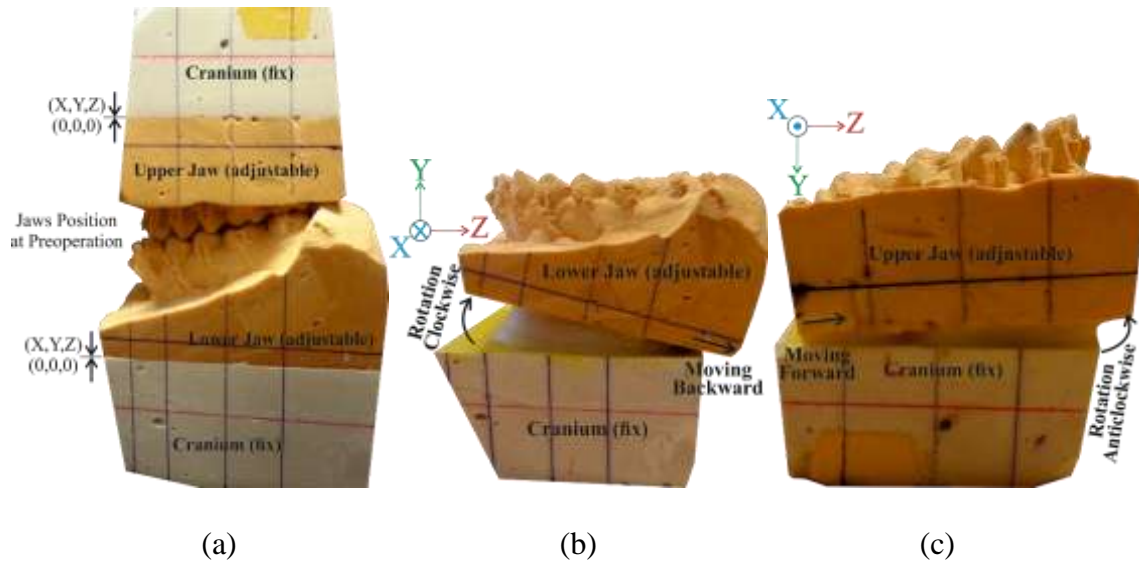 Cranium (fix)
(X,Y,Z)
(0,0,0)
Upper Jaw (adjustable)
Jaws Position
at Preoperation
Lower Jaw (adjustable)
(X,Y,Z)
(0,0,0)
Cranium (fix)
Y
X
Z
Lower Jaw (adjustable)
Rotation
Clockwise
Moving
Backward
Cranium (fix)
X
Z
Y
Upper Jaw (adjustable)
Moving
Forward
Cranium (fix)
Rotation
Anticlockwise
(a)
(b)
(c)